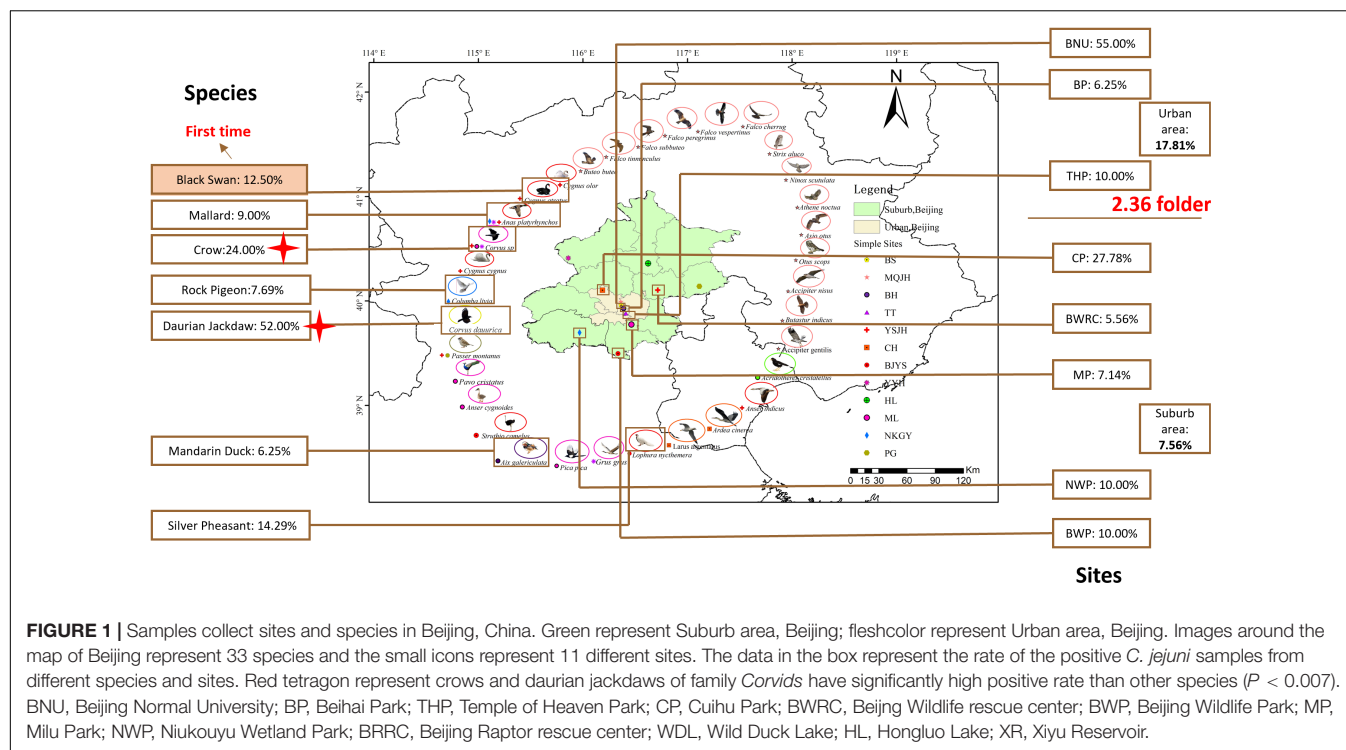 114° E 115° E 116° E 117° E 118° E 119° E
42° N
41° N
40° N
39° N
Species
First time
Black Swan: 12.50%
Mallard: 9.00%
Crow:24.00%
Rock Pigeon:7.69%
Daurian Jackdaw: 52.00%
Mandarin Duck: 6.25%
Silver Pheasant: 14.29%
Falco cherrug
Falco vespertinus
Falco peregrinus
Falco subbuteo
Falco tinnunculus
Buteo buteo
Cygnus olor
Cygnus atratus
Anas platyrhynchos
Corvus sp
Cygnus cygnus
Columba livia
Corvus dauurica
Passer montanus
Pavo cristatus
Anser cygnoides
Struthio camelus
Aix galericulata
Pica pica
Grus grus
Lophura nycthemera
Larus
Ardea cinerea
Anser indicus
Acridotheres cristatellus
Accipiter gentilis
Butastur indicus
Accipiter nisus
Otus scops
Asio otus
Athene noctua
Ninox scutulata
Strix aluco
N
Legend
Suburb,Beijing
Urban,Beijing
Simple Sites
BS
MQJH
BH
TT
YSJH
CH
BJYS
YYH
HL
ML
NKGY
PG
Km
0 15 30 60 90 120
BNU: 55.00%
BP: 6.25%
Urban
area:
17.81%
THP: 10.00%
2.36 folder
CP: 27.78%
BWRC: 5.56%
MP: 7.14%
Suburb
area:
7.56%
NWP: 10.00%
BWP: 10.00%
Sites
FIGURE 1 | Samples collect sites and species in Beijing, China. Green represent Suburb area, Beijing; fleshcolor represent Urban area, Beijing. Images around the
map of Beijing represent 33 species and the small icons represent 11 different sites. The data in the box represent the rate of the positive C. jejuni samples from
different species and sites. Red tetragon represent crows and daurian jackdaws of family Corvids have significantly high positive rate than other species (P < 0.007).
BNU, Beijing Normal University; BP, Beihai Park; THP, Temple of Heaven Park; CP, Cuihu Park; BWRC, Beijng Wildlife rescue center; BWP, Beijing Wildlife Park; MP,
Milu Park; NWP, Niukouyu Wetland Park; BRRC, Beijing Raptor rescue center; WDL, Wild Duck Lake; HL, Hongluo Lake; XR, Xiyu Reservoir.